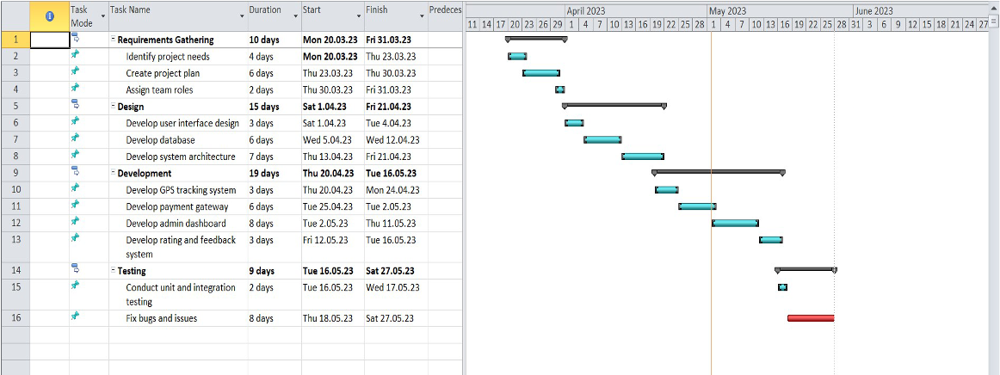 Task Mode Task Name Duration Start Finish Predeces
April 2023 May 2023 June 2023
11 14 17 20 23 26 29 1 4 7 10 13 16 19 22 25 28 1 4 7 10 13 16 19 22 25 28 31 3 6 9 12 15 18 21 24 27
1 Requirements Gathering 10 days Mon 20.03.23 Fri 31.03.23
2 Identify project needs 4 days Mon 20.03.23 Thu 23.03.23
3 Create project plan 6 days Thu 23.03.23 Thu 30.03.23
4 Assign team roles 2 days Thu 30.03.23 Fri 31.03.23
5 Design 15 days Sat 1.04.23 Fri 21.04.23
6 Develop user interface design 3 days Sat 1.04.23 Tue 4.04.23
7 Develop database 6 days Wed 5.04.23 Wed 12.04.23
8 Develop system architecture 7 days Thu 13.04.23 Fri 21.04.23
9 Development 19 days Thu 20.04.23 Tue 16.05.23
10 Develop GPS tracking system 3 days Thu 20.04.23 Mon 24.04.23
11 Develop payment gateway 6 days Tue 25.04.23 Tue 2.05.23
12 Develop admin dashboard 8 days Tue 2.05.23 Thu 11.05.23
13 Develop rating and feedback 3 days Fri 12.05.23 Tue 16.05.23
system
14 Testing 9 days Tue 16.05.23 Sat 27.05.23
15 Conduct unit and integration 2 days Tue 16.05.23 Wed 17.05.23
testing
16 Fix bugs and issues 8 days Thu 18.05.23 Sat 27.05.23